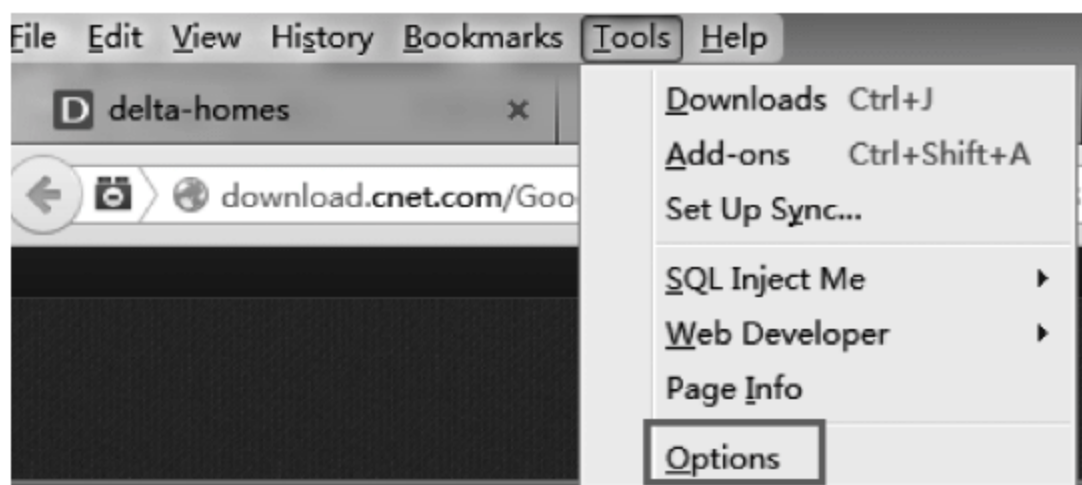 File Edit View History Bookmarks Tools Help
D delta-homes ×
download.cnet.com/Goo
Downloads Ctrl+J
Add-ons Ctrl+Shift+A
Set Up Sync...
SQL Inject Me
Web Developer
Page Info
Options